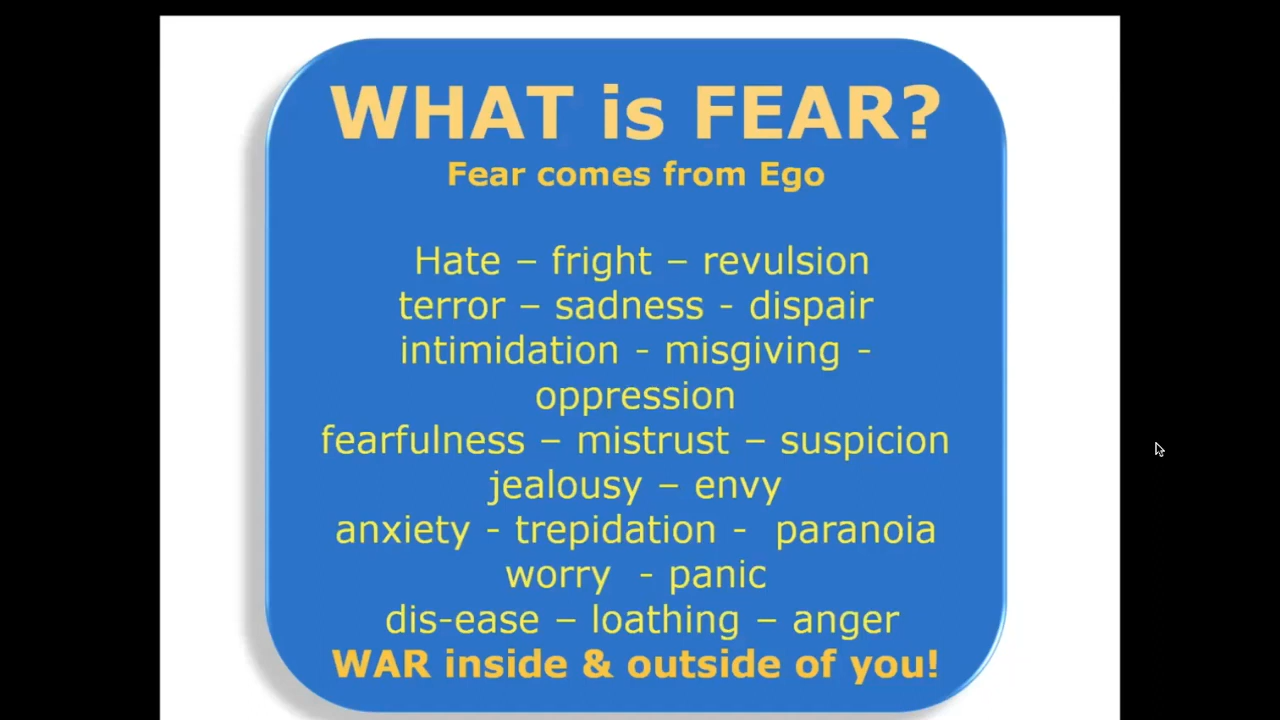 WHAT is FEAR?
Fear comes from Ego
Hate – fright – revulsion
terror – sadness - dispair
intimidation - misgiving -
oppression
fearfulness – mistrust – suspicion
jealousy – envy
anxiety - trepidation -  paranoia
worry  - panic
dis-ease – loathing – anger
WAR inside & outside of you!